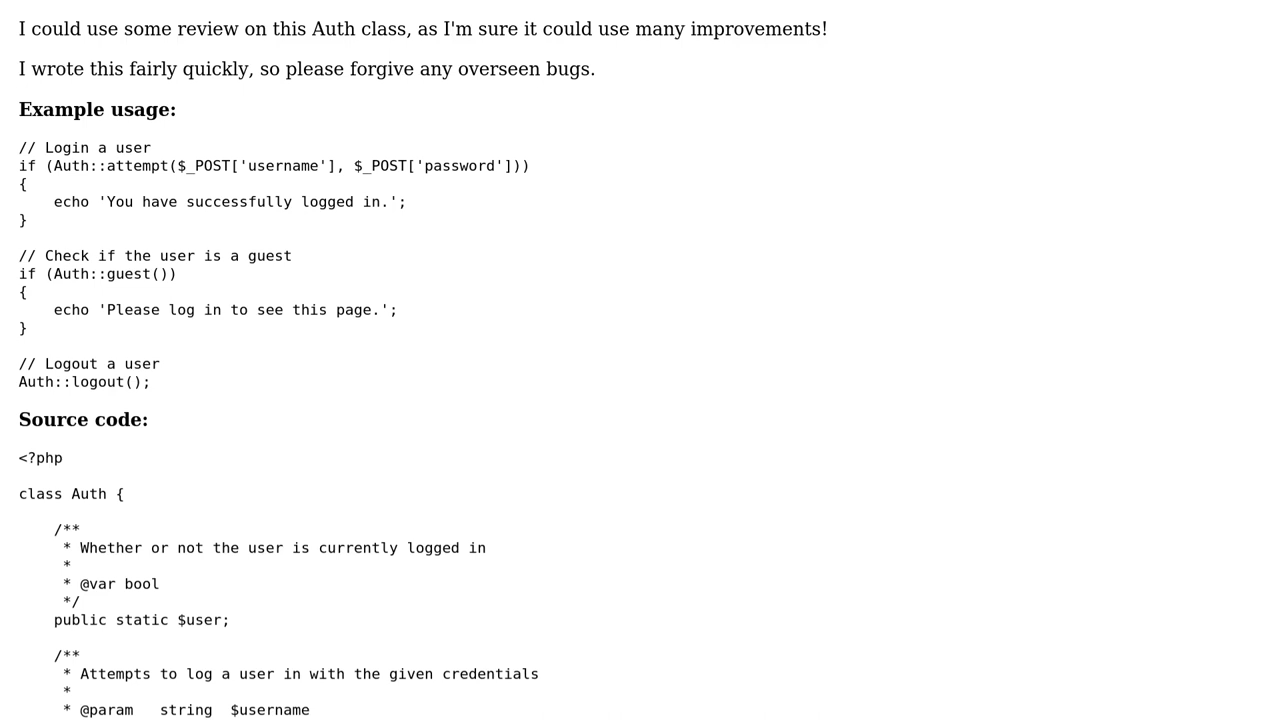 I could use some review on this Auth class, as I'm sure it could use many improvements!
I wrote this fairly quickly, so please forgive any overseen bugs.
Example usage:
// Login a user
if (Auth::attempt($_POST['username'], $_POST['password']))
{
    echo 'You have successfully logged in.';
}
// Check if the user is a guest
if (Auth::guest())
{
    echo 'Please log in to see this page.';
}
// Logout a user
Auth::logout();
Source code:
<?php
class Auth {
    /**
     * Whether or not the user is currently logged in
     *
     * @var bool
     */
    public static $user;
    /**
     * Attempts to log a user in with the given credentials
     *
     * @param   string  $username